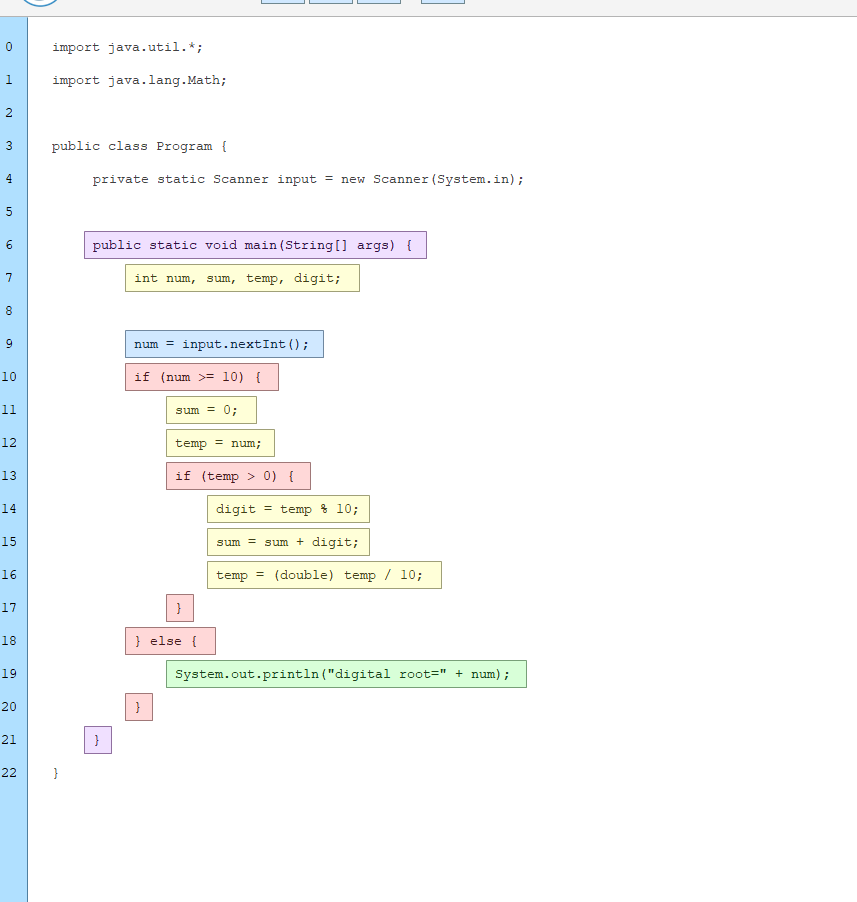 0 import java.util.*;
1 import java.lang.Math;
2
3 public class Program {
4 private static Scanner input = new Scanner(System.in);
5
6 public static void main(String[] args) {
7 int num, sum, temp, digit;
8
9 num = input.nextInt();
10 if (num >= 10) {
11 sum = 0;
12 temp = num;
13 if (temp > 0) {
14 digit = temp % 10;
15 sum = sum + digit;
16 temp = (double) temp / 10;
17 }
18 } else {
19 System.out.println("digital root=" + num);
20 }
21 }
22 }